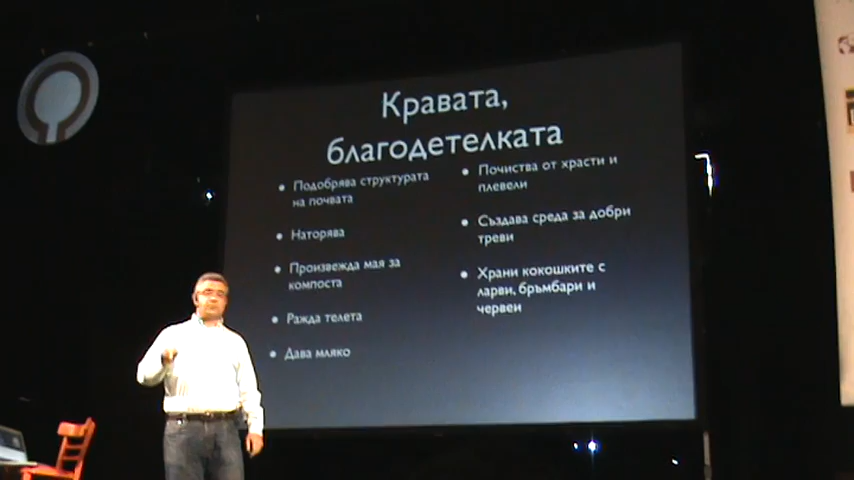 Кравата,
благодетелката
Подобрява структурата
на почвата
Наторява
Произвежда мая за
компоста
Ражда телета
Дава мляко
Почиства от храсти и
плевели
Създава среда за добри
треви
Храни кокошките с
ларви, бръмбари и
червеи